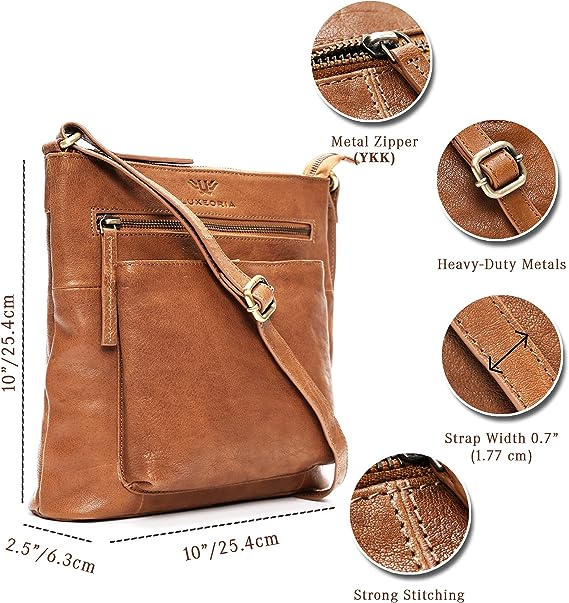 Metal Zipper
(YKK)
LUXEORIA
Heavy-Duty Metals
10”/25.4cm
Strap Width 0.7”
(1.77 cm)
2.5”/6.3cm
10”/25.4cm
Strong Stitching